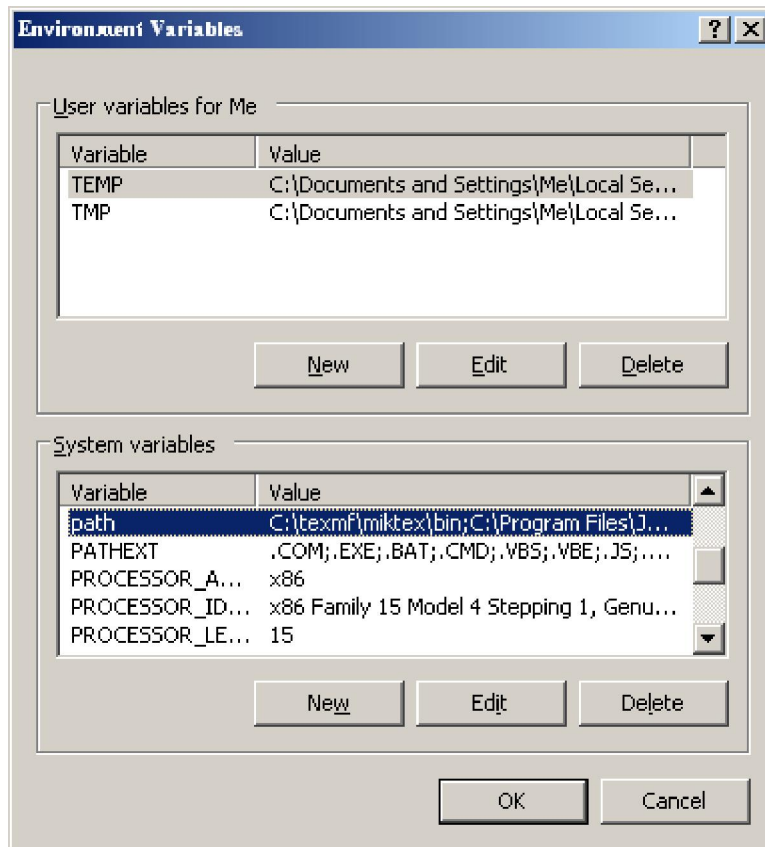 Environment Variables
User variables for Me
Variable Value
TEMP C:\Documents and Settings\Me\Local Se...
TMP C:\Documents and Settings\Me\Local Se...
New Edit Delete
System variables
Variable Value
path C:\texmf\miktex\bin;C:\Program Files\J...
PATHEXT .COM;.EXE;.BAT;.CMD;.VBS;.VBE;.JS;....
PROCESSOR_A... x86
PROCESSOR_ID... x86 Family 15 Model 4 Stepping 1, Genu...
PROCESSOR_LE... 15
New Edit Delete
OK Cancel